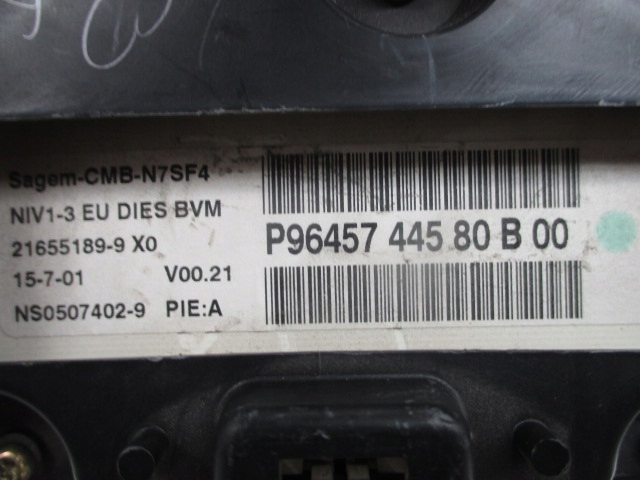 Sagem-CMB-N7SF4
NIV1-3 EU DIES BVM
21655189-9 X0
15-7-01 V00.21
NS0507402-9 PIE:A
P96457 445 80 B 00